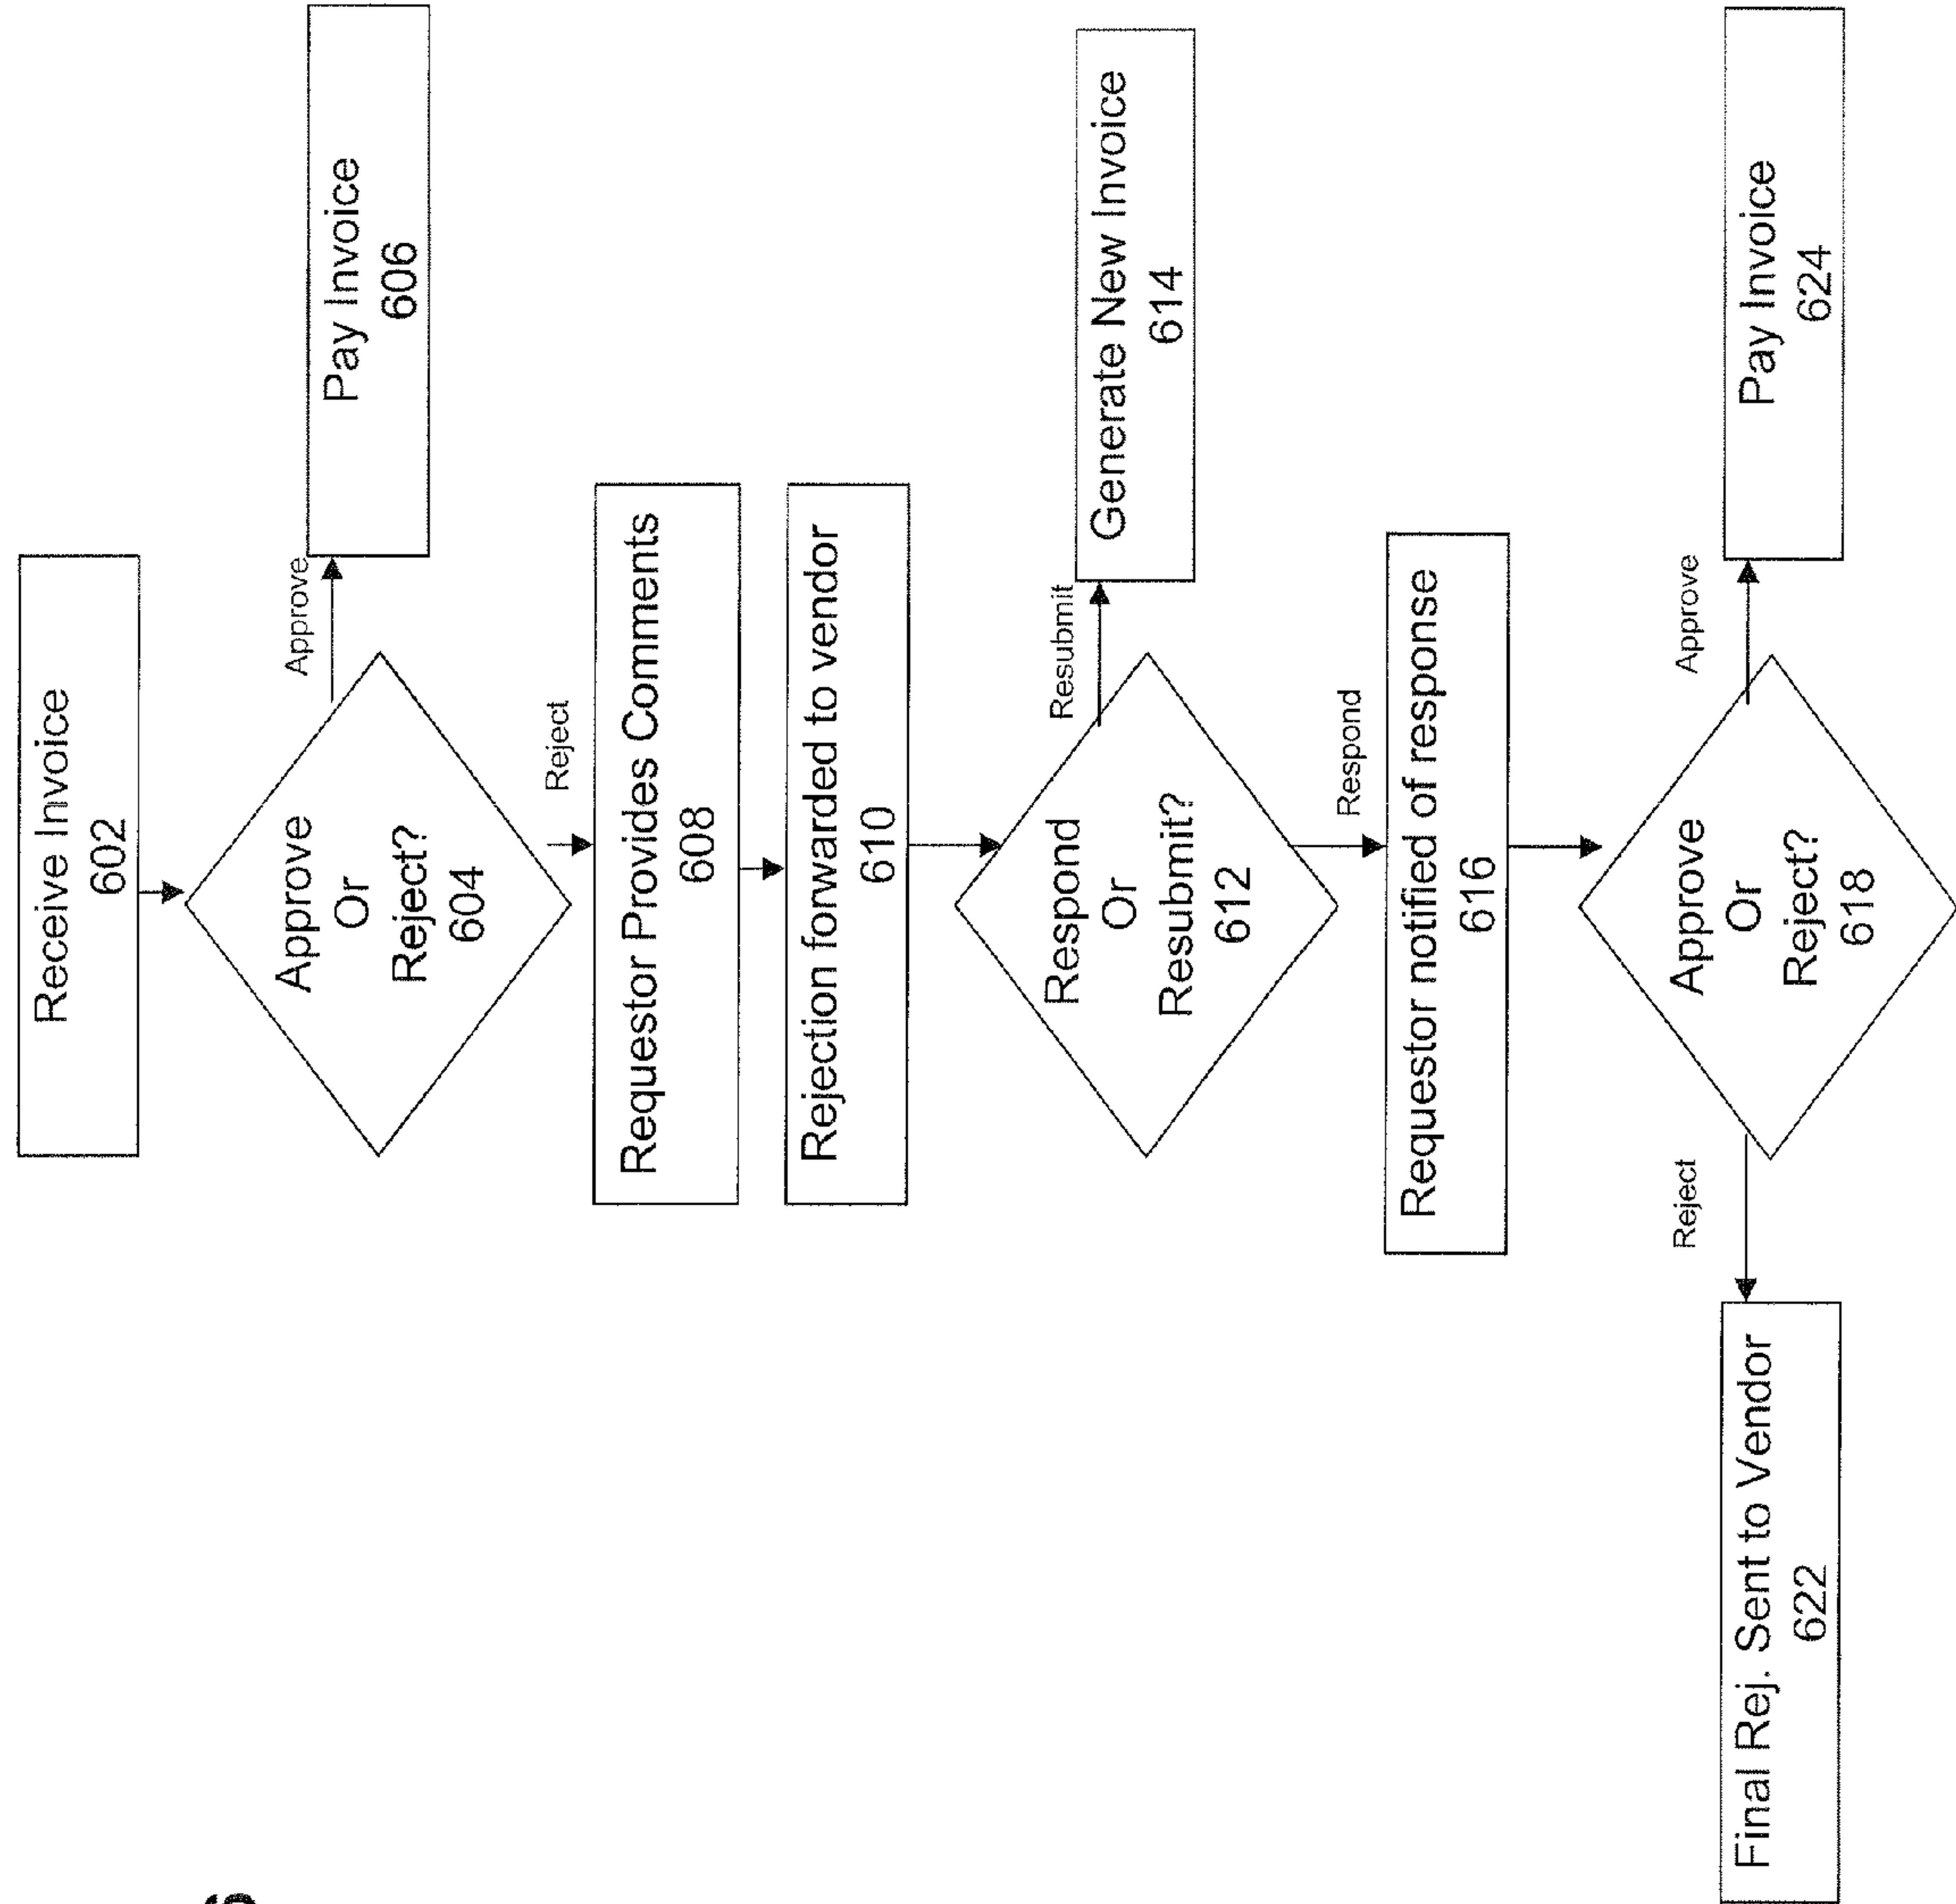 Receive Invoice
602
Approve
Or
Reject?
604
Approve
Pay Invoice
606
Reject
Requestor Provides Comments
608
Rejection forwarded to vendor
610
Respond
Or
Resubmit?
612
Resubmit
Generate New Invoice
614
Respond
Requestor notified of response
616
Approve
Or
Reject?
618
Reject
Final Rej. Sent to Vendor
622
Approve
Pay Invoice
624